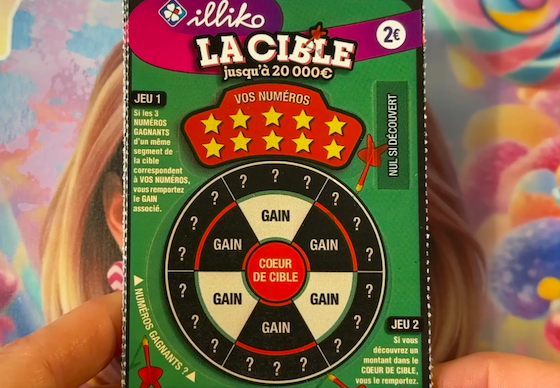 illiko
LA CIBLE
jusqu'à 20 000€
2€
JEU 1
Si les 3
NUMÉROS
GAGNANTS
d'un même
segment de
la cible
correspondent
à VOS NUMÉROS,
vous remportez
le GAIN
associé.
VOS NUMÉROS
NUL SI DÉCOUVERT
? ? ? ? ? ? ? ? ? ? ? ? ? ? ? ? ? ?
GAIN
GAIN
GAIN
COEUR
DE CIBLE
GAIN
GAIN
GAIN
NUMÉROS GAGNANTS ?
JEU 2
Si vous
découvrez un
montant dans le
COEUR DE CIBLE,
vous le remportez.